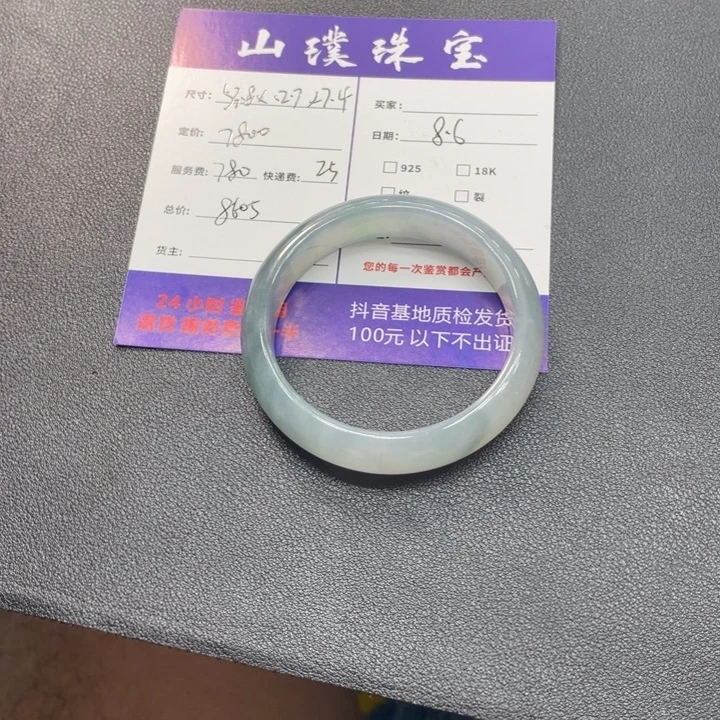 山璞珠宝
尺寸:
定价: 7800
服务费: 780 快递费: 25
总价: 8605
货主:
买家:
日期: 8.6
925 18K
裂
您的每一次鉴赏都会产
24小时
抖音基地质检发货
100元以下不出证